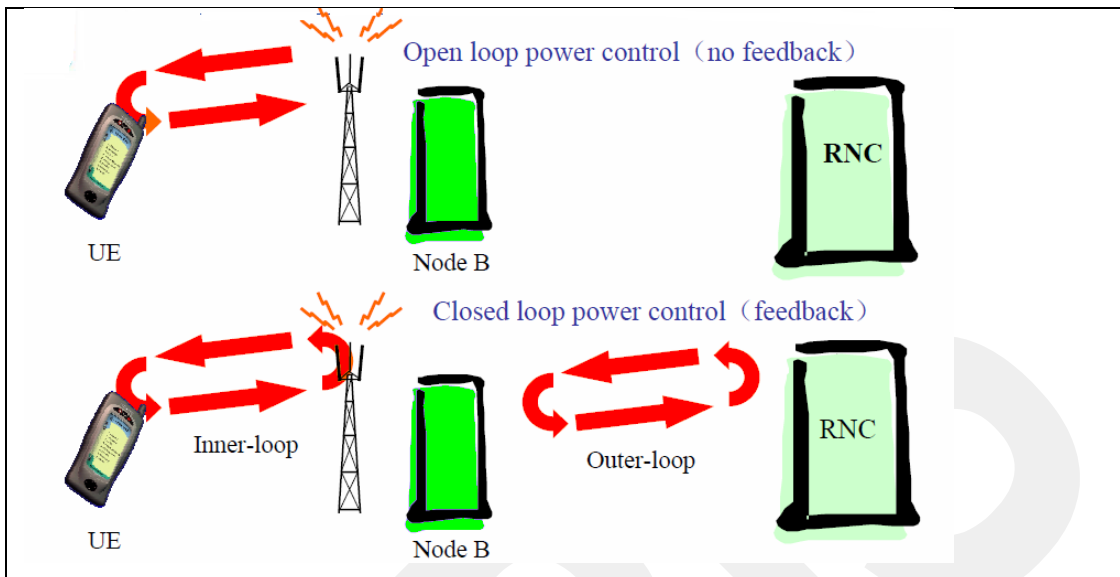 Open loop power control（no feedback）
RNC
UE
Node B
Closed loop power control（feedback）
Inner-loop
Outer-loop
RNC
UE
Node B